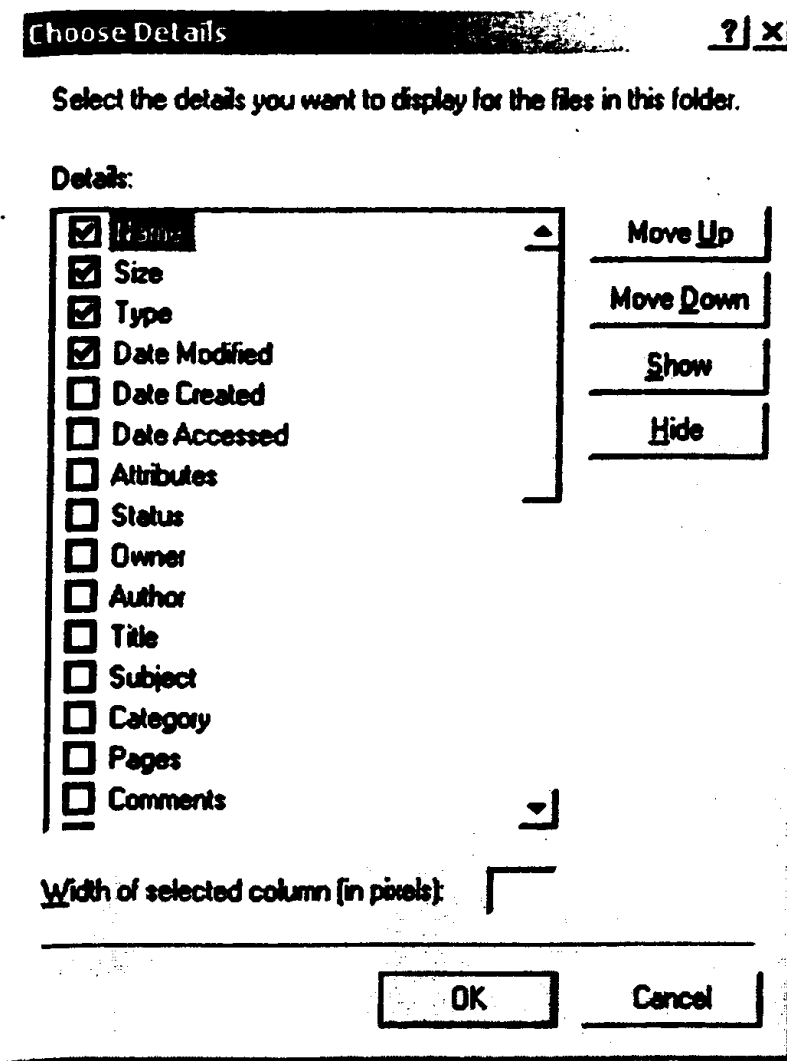 Choose Details
Select the details you want to display for the files in this folder.
Details:
Name
Size
Type
Date Modified
Date Created
Date Accessed
Attributes
Status
Owner
Author
Title
Subject
Category
Pages
Comments
Move Up
Move Down
Show
Hide
Width of selected column (in pixels):
OK
Cancel